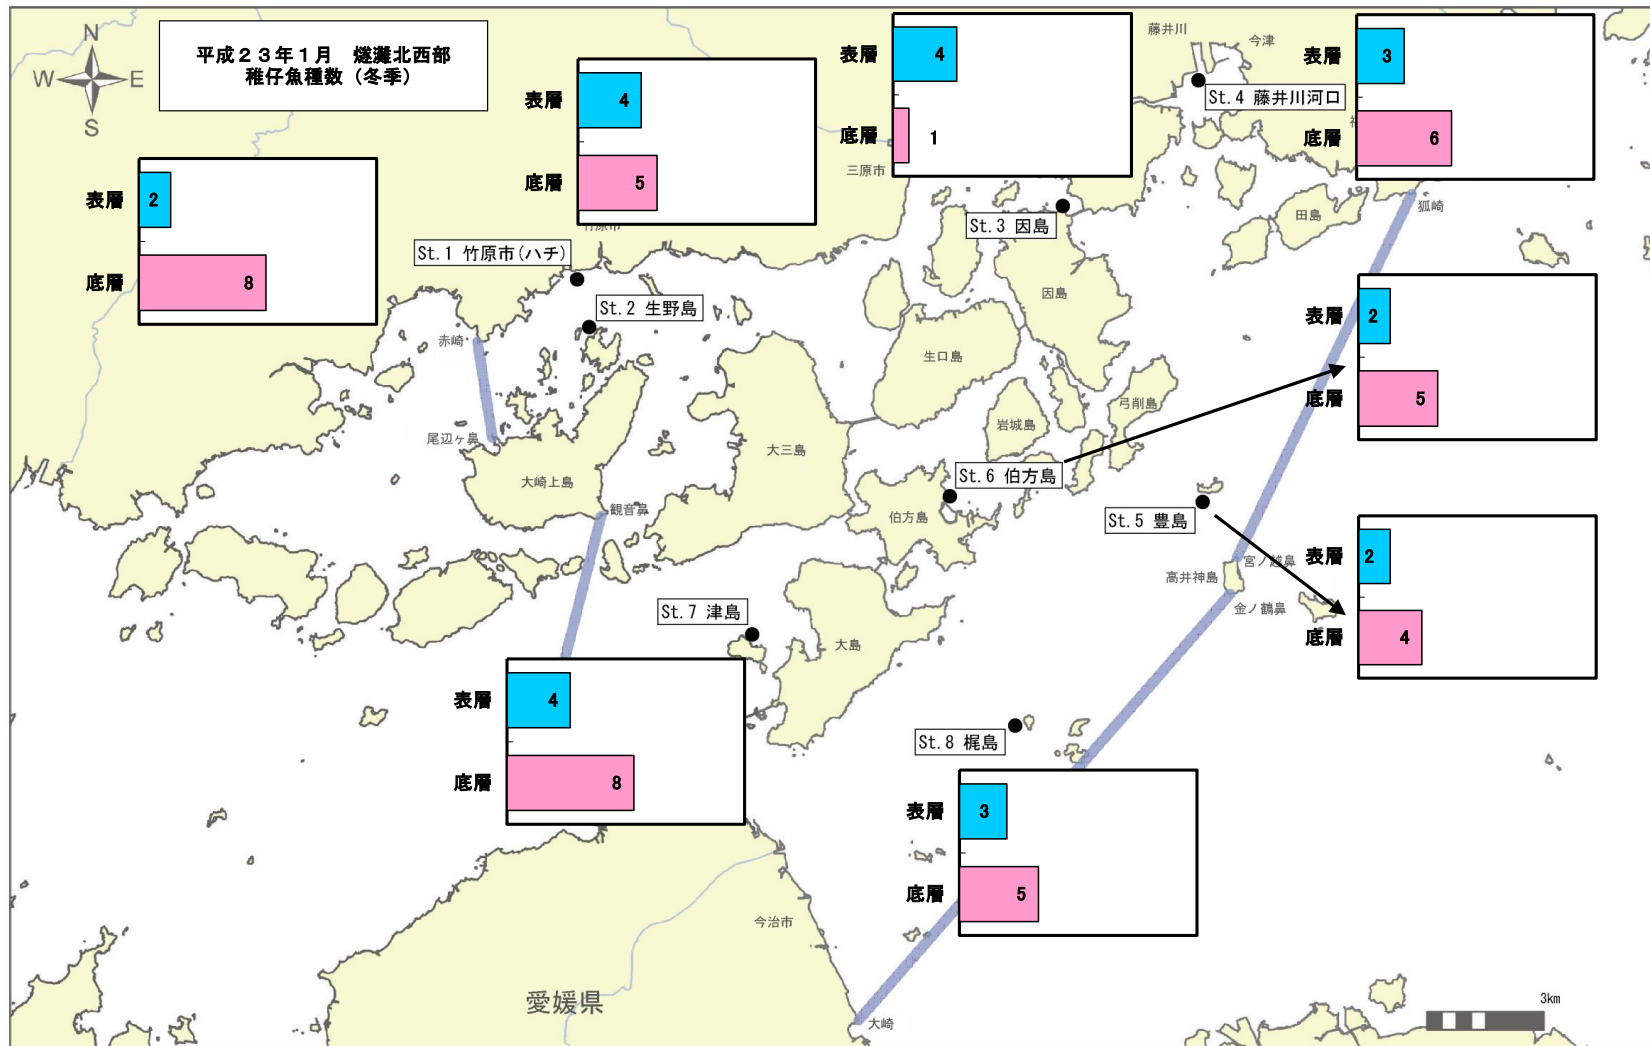 平成２３年１月　燧灘北西部
稚仔魚種数（冬季）
N
W
E
S
表層
2
底層
8
表層
4
底層
5
表層
4
底層
1
表層
3
底層
6
藤井川
今津
St.4 藤井川河口
三原市
St.3 因島
田島
狐崎
竹原市
St.1 竹原市(ハチ)
St.2 生野島
赤崎
因島
生口島
表層
2
底層
5
弓削島
岩城島
尾辺ヶ鼻
大三島
大崎上島
観音鼻
St.6 伯方島
伯方島
St.5 豊島
宮ノ越鼻
高井神島
金ノ鶴鼻
表層
2
底層
4
St.7 津島
大島
表層
4
底層
8
St.8 梶島
表層
3
底層
5
今治市
愛媛県
大崎
3km